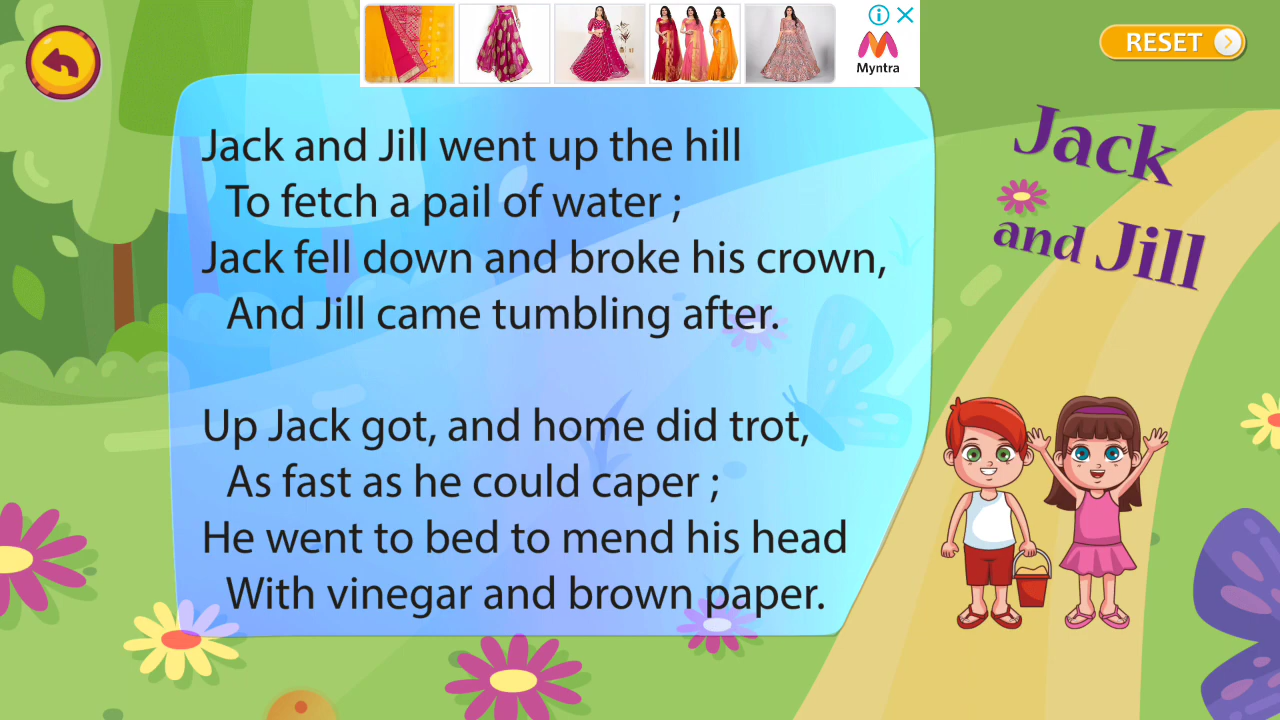 Myntra
RESET
Jack
and Jill
Jack and Jill went up the hill
To fetch a pail of water ;
Jack fell down and broke his crown,
And Jill came tumbling after.
Up Jack got, and home did trot,
As fast as he could caper ;
He went to bed to mend his head
With vinegar and brown paper.